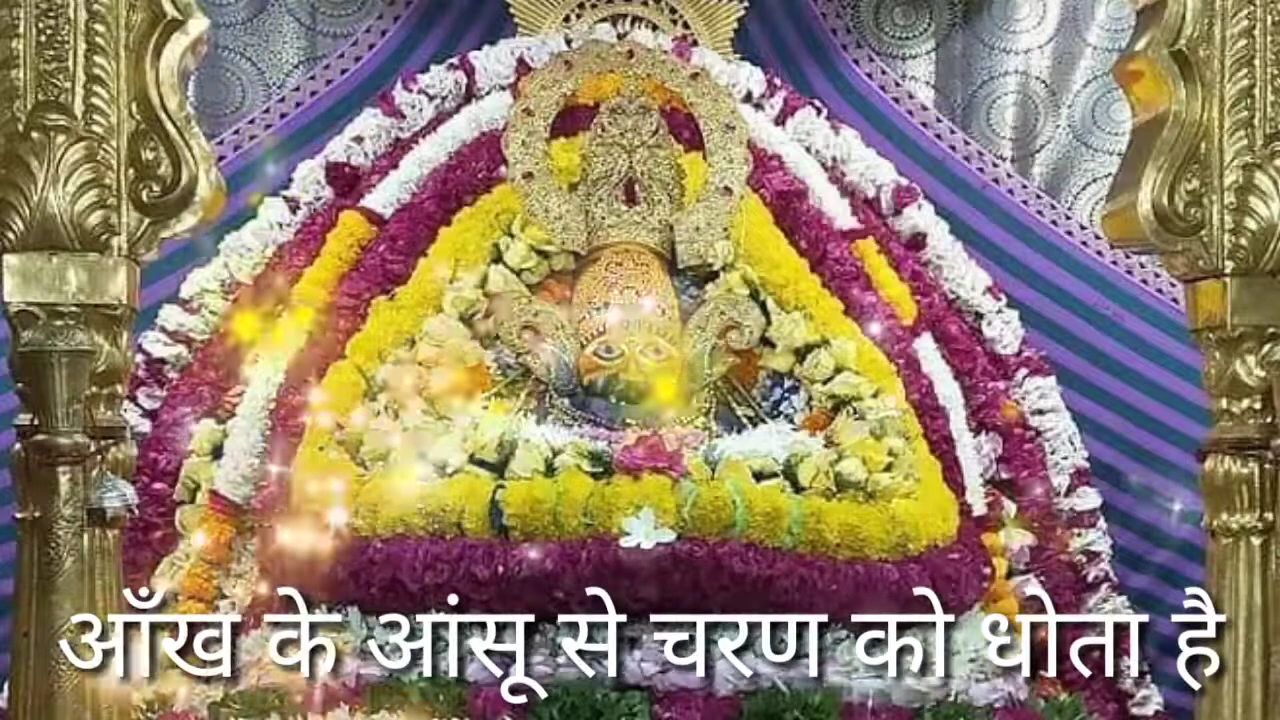 आँख के आंसू से चरण को धोता है